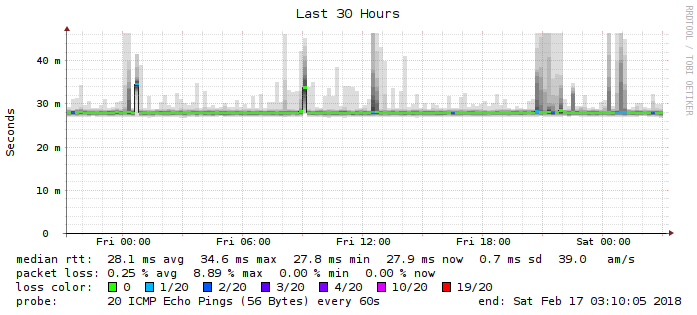 Last 30 Hours
RRDTOOL / TOBI OETIKER
Seconds
40 m
30 m
20 m
10 m
0
Fri 00:00 Fri 06:00 Fri 12:00 Fri 18:00 Sat 00:00
median rtt: 28.1 ms avg 34.6 ms max 27.8 ms min 27.9 ms now 0.7 ms sd 39.0 am/s
packet loss: 0.25 % avg 8.89 % max 0.00 % min 0.00 % now
loss color: 0 1/20 2/20 3/20 4/20 10/20 19/20
probe: 20 ICMP Echo Pings (56 Bytes) every 60s end: Sat Feb 17 03:10:05 2018